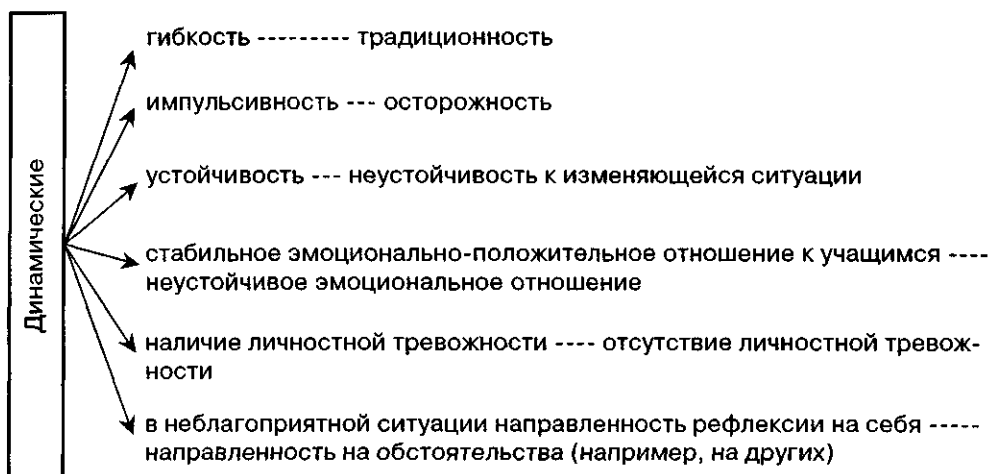 Динамические
гибкость --------- традиционность
импульсивность --- осторожность
устойчивость --- неустойчивость к изменяющейся ситуации
стабильное эмоционально-положительное отношение к учащимся ----
неустойчивое эмоциональное отношение
наличие личностной тревожности ---- отсутствие личностной тревож-
ности
в неблагоприятной ситуации направленность рефлексии на себя -----
направленность на обстоятельства (например, на других)